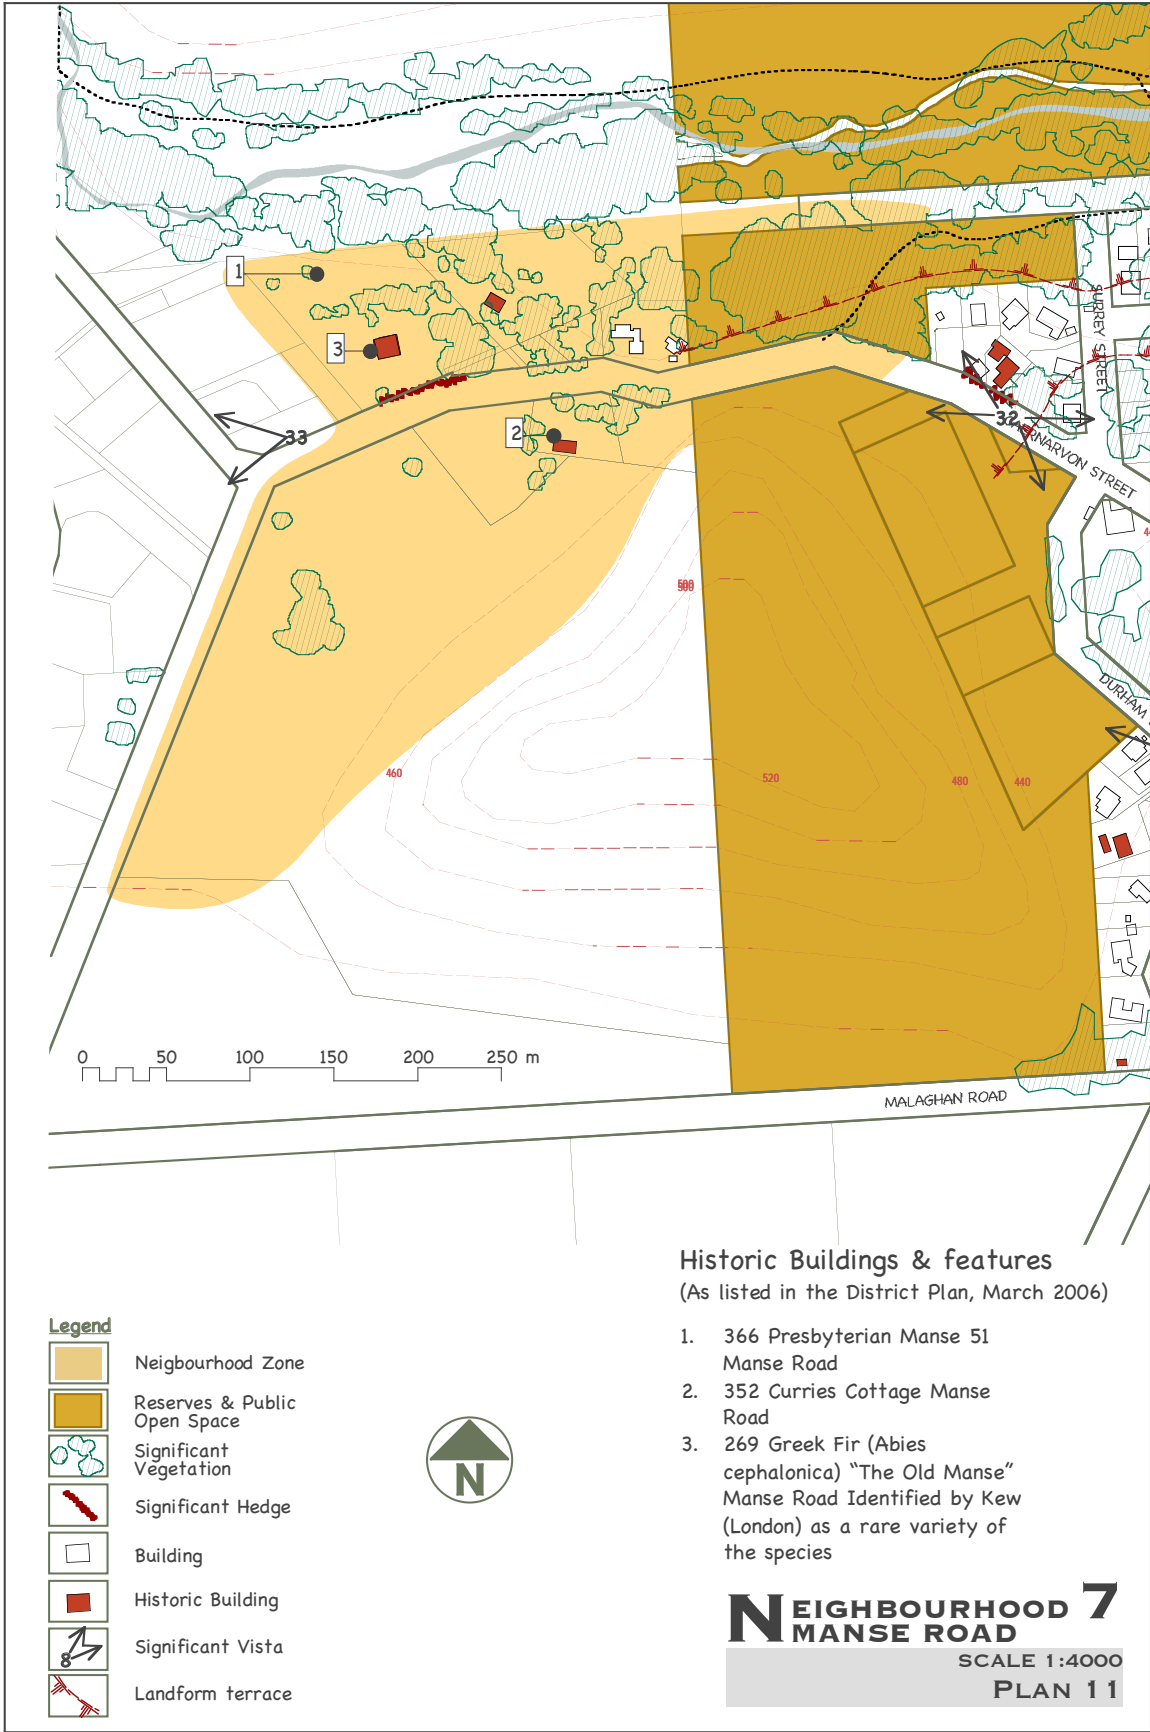 1
3
2
33
32
SURREY STREET
CAERNARVON STREET
DURHAM
500
500
460
520
480
440
0 50 100 150 200 250 m
MALAGHAN ROAD
Historic Buildings & features
(As listed in the District Plan, March 2006)
1. 366 Presbyterian Manse 51
Manse Road
2. 352 Curries Cottage Manse
Road
3. 269 Greek Fir (Abies
cephalonica) “The Old Manse”
Manse Road Identified by Kew
(London) as a rare variety of
the species
Legend
Neigbourhood Zone
Reserves & Public
Open Space
Significant
Vegetation
Significant Hedge
Building
Historic Building
8
Significant Vista
Landform terrace
N
NEIGHBOURHOOD 7
MANSE ROAD
SCALE 1:4000
PLAN 11